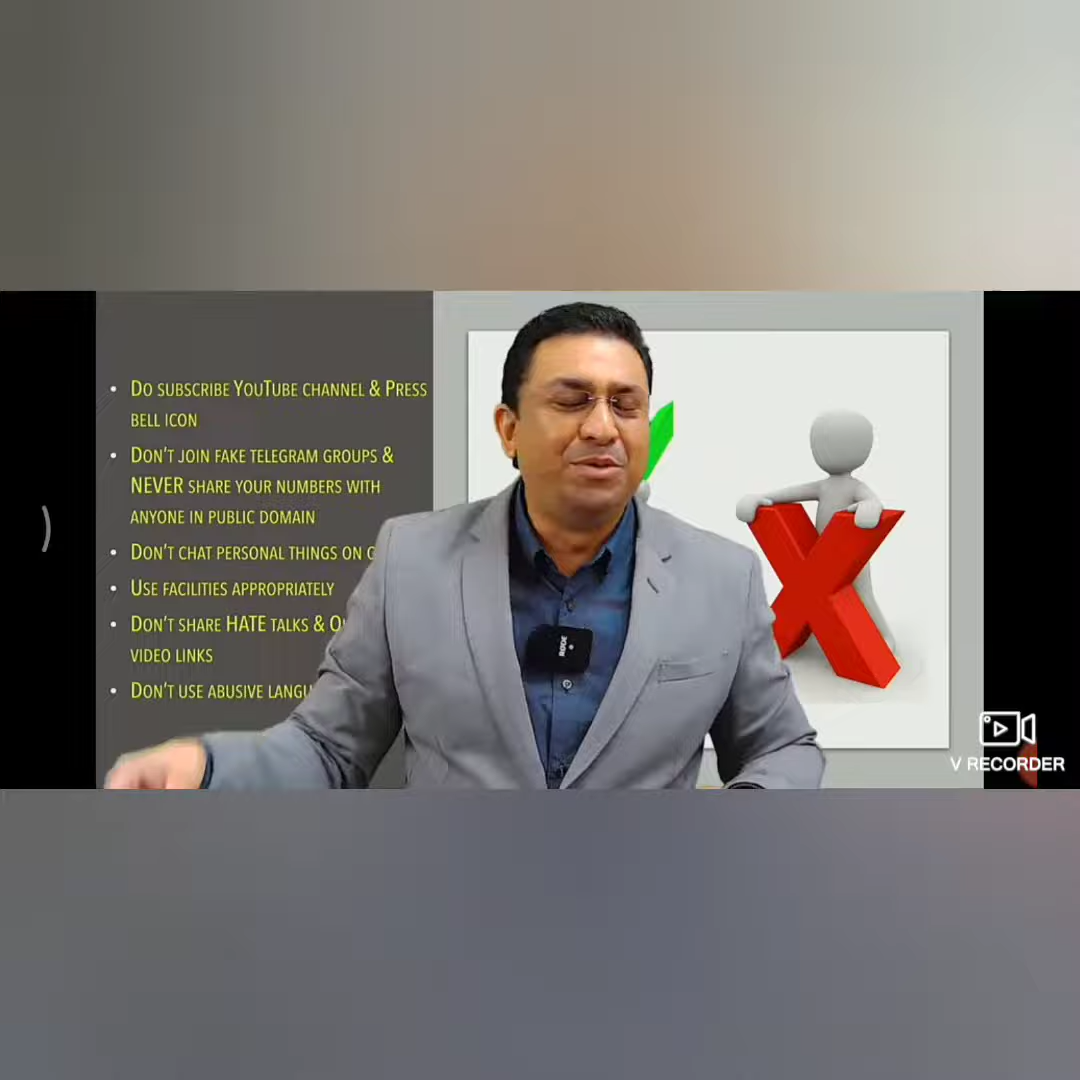 Do subscribe YouTube channel & Press
bell icon
Don't join fake telegram groups &
NEVER share your numbers with
anyone in public domain
Don't chat personal things on
Use facilities appropriately
Don't share HATE talks &
video links
Don't use abusive
RODE
V RECORDER